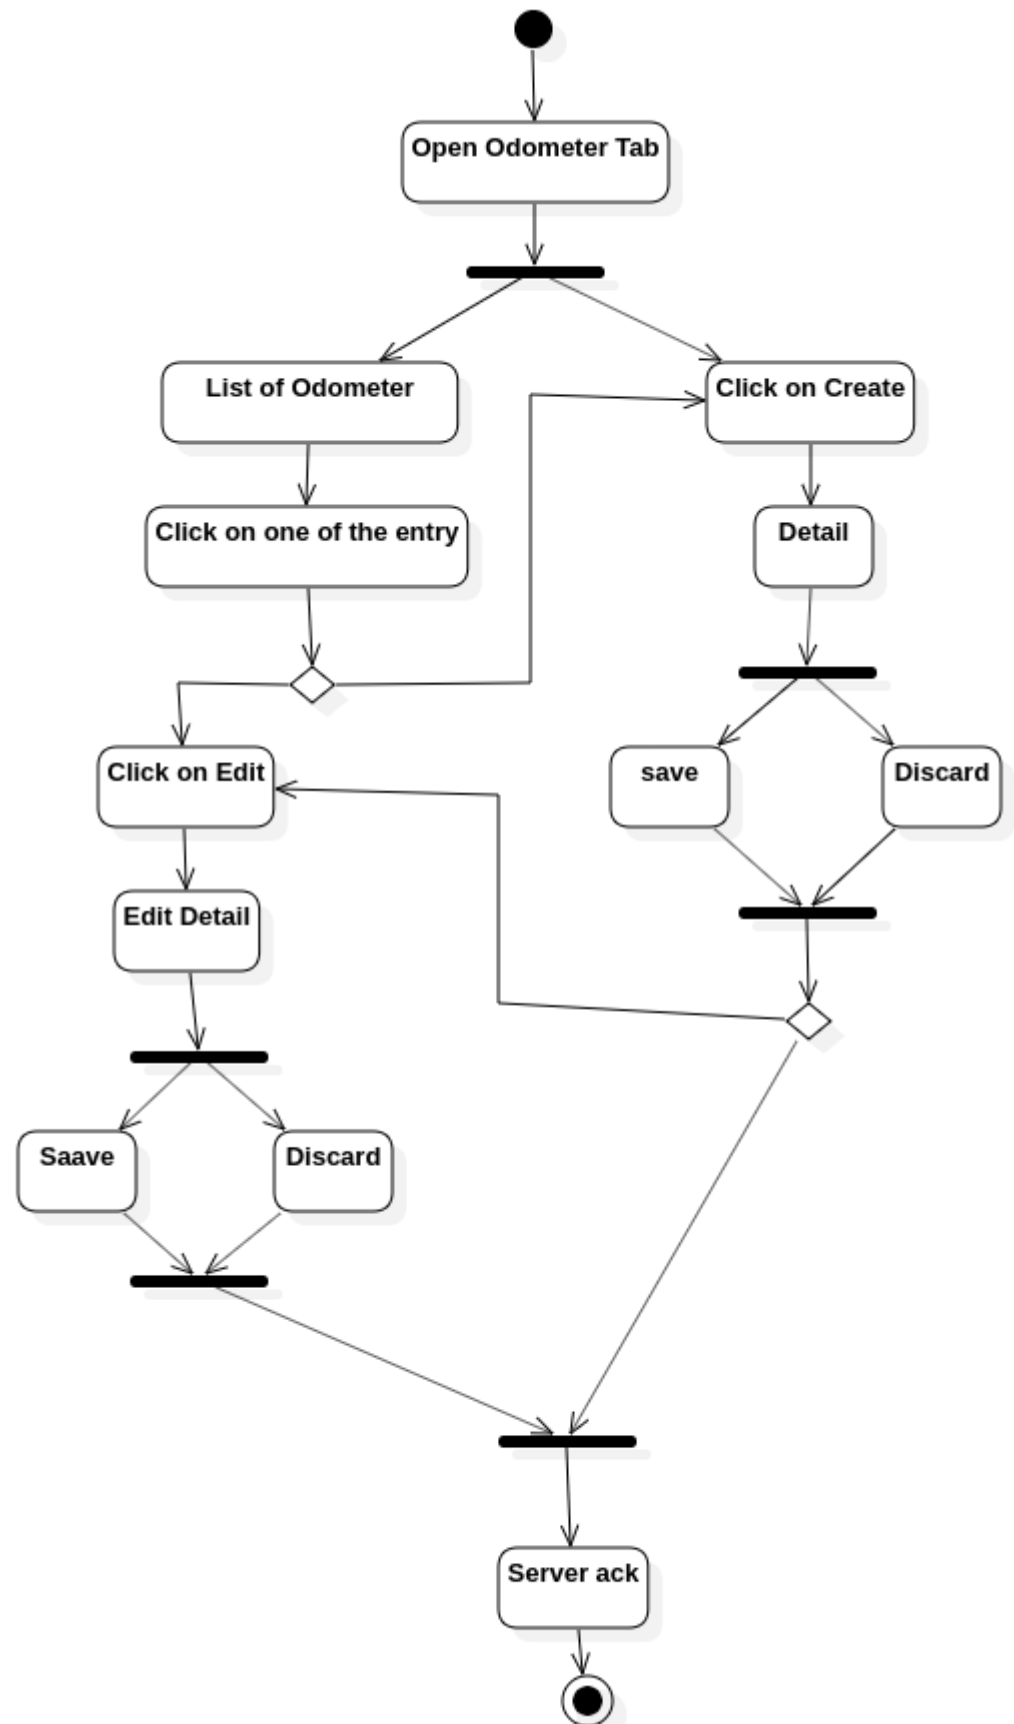 Open Odometer Tab
List of Odometer
Click on Create
Click on one of the entry
Detail
Click on Edit
save
Discard
Edit Detail
Saave
Discard
Server ack